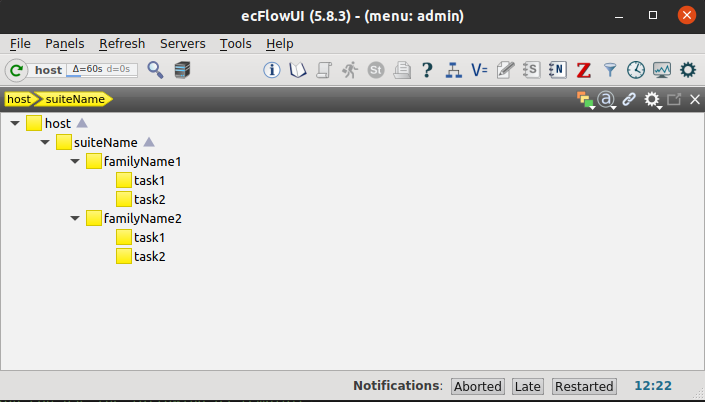 ecFlowUI (5.8.3) - (menu: admin)
File Panels Refresh Servers Tools Help
host Δ=60s d=0s St ? V= S N Z
host suiteName a
host
suiteName
familyName1
task1
task2
familyName2
task1
task2
Notifications: Aborted Late Restarted 12:22